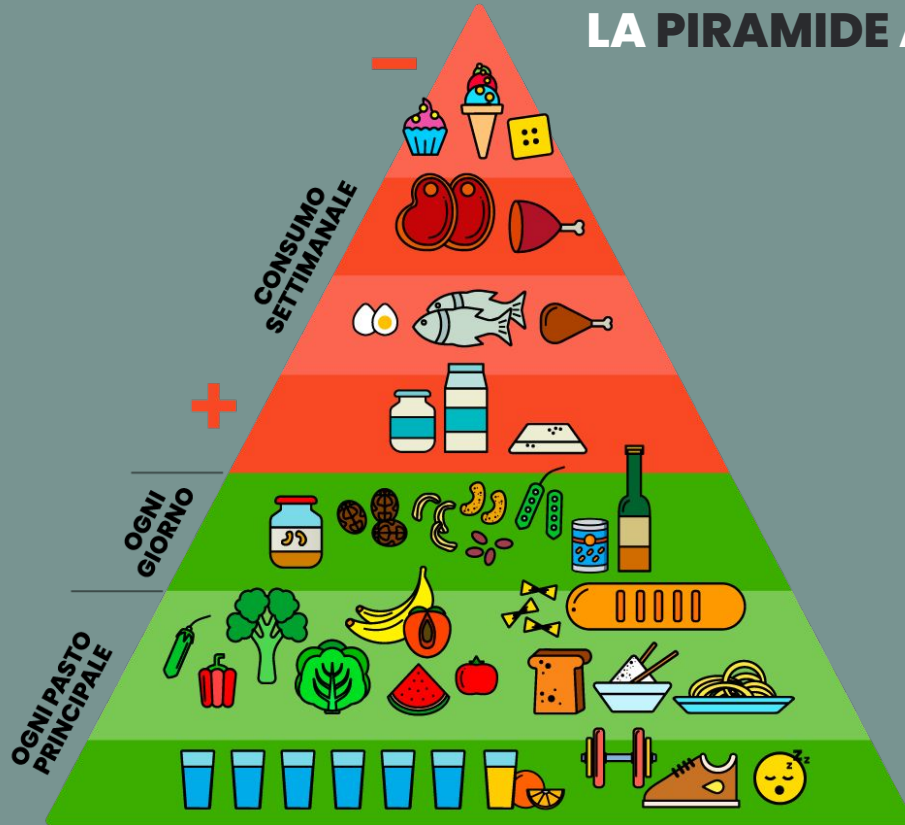 LA PIRAMIDE
CONSUMO
SETTIMANALE
OGNI
GIORNO
OGNI PASTO
PRINCIPALE